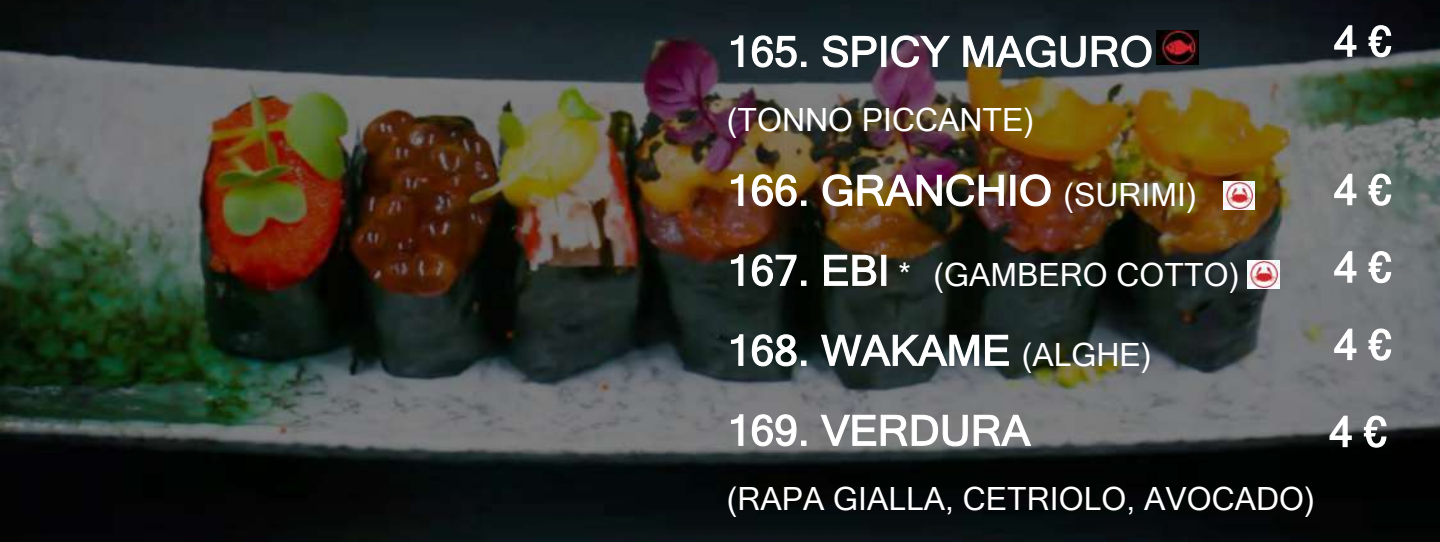 165. SPICY MAGURO 4 €
(TONNO PICCANTE)
166. GRANCHIO (SURIMI) 4 €
167. EBI * (GAMBERO COTTO) 4 €
168. WAKAME (ALGHE) 4 €
169. VERDURA 4 €
(RAPA GIALLA, CETRIOLO, AVOCADO)